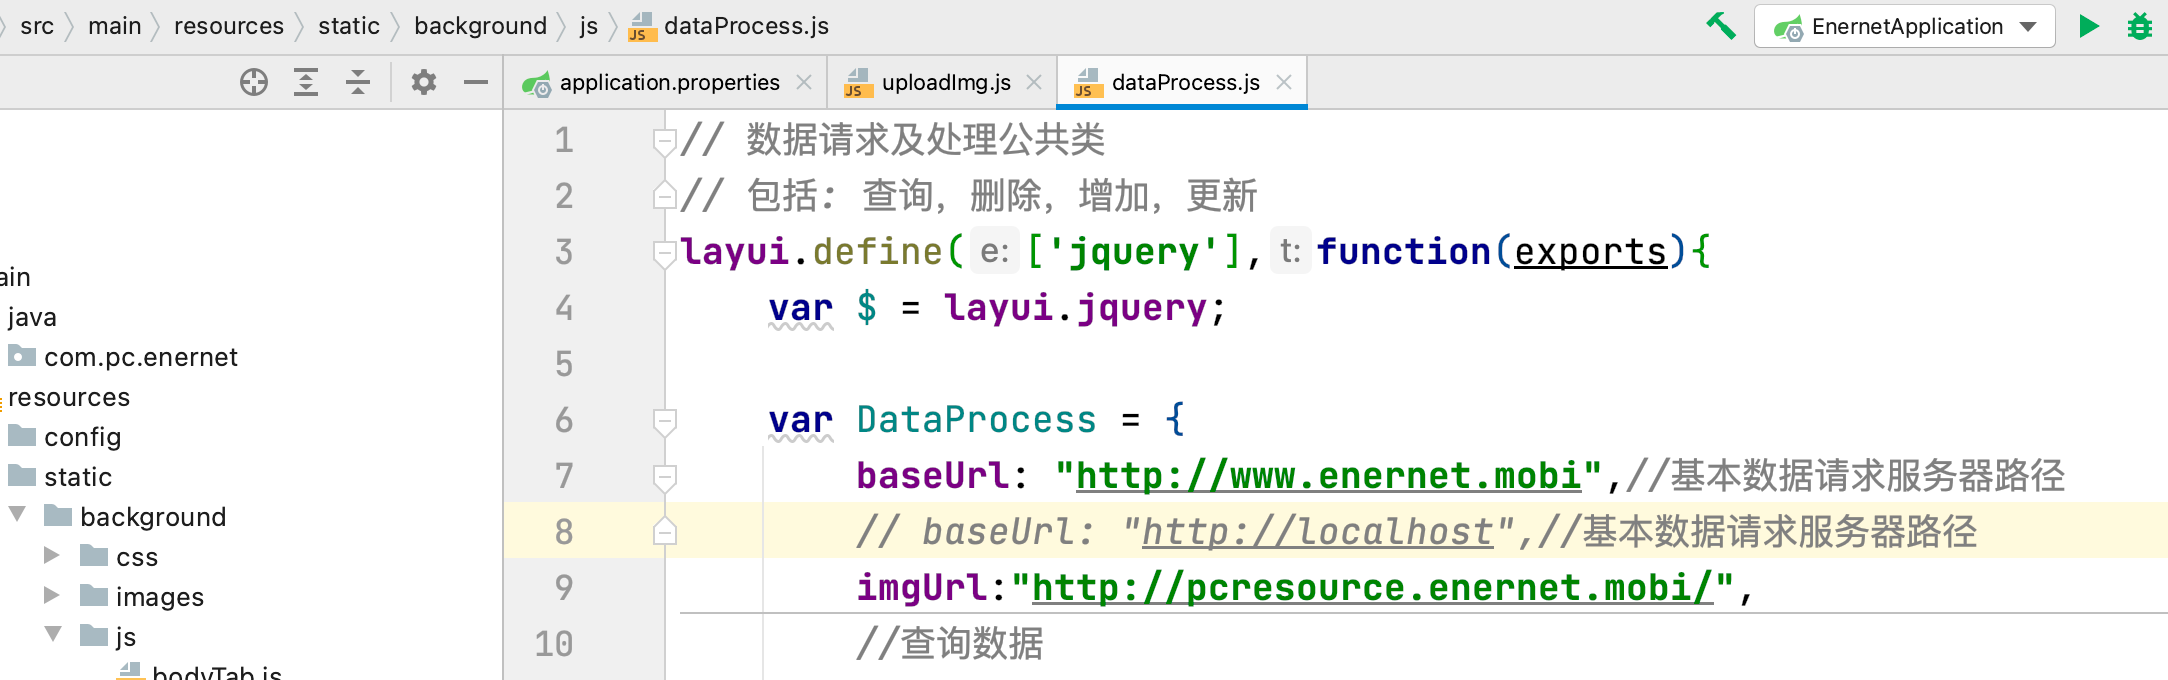 src main resources static background js dataProcess.js EnernetApplication
application.properties uploadImg.js dataProcess.js
ain
java
com.pc.enernet
resources
config
static
background
css
images
js
bodyTab.js
1 // 数据请求及处理公共类
2 // 包括: 查询, 删除, 增加, 更新
3 layui.define( e: ['jquery'], t: function(exports){
4 var $ = layui.jquery;
5
6 var DataProcess = {
7 baseUrl: "http://www.enernet.mobi",//基本数据请求服务器路径
8 // baseUrl: "http://localhost",//基本数据请求服务器路径
9 imgUrl:"http://pcresource.enernet.mobi/",
10 //查询数据